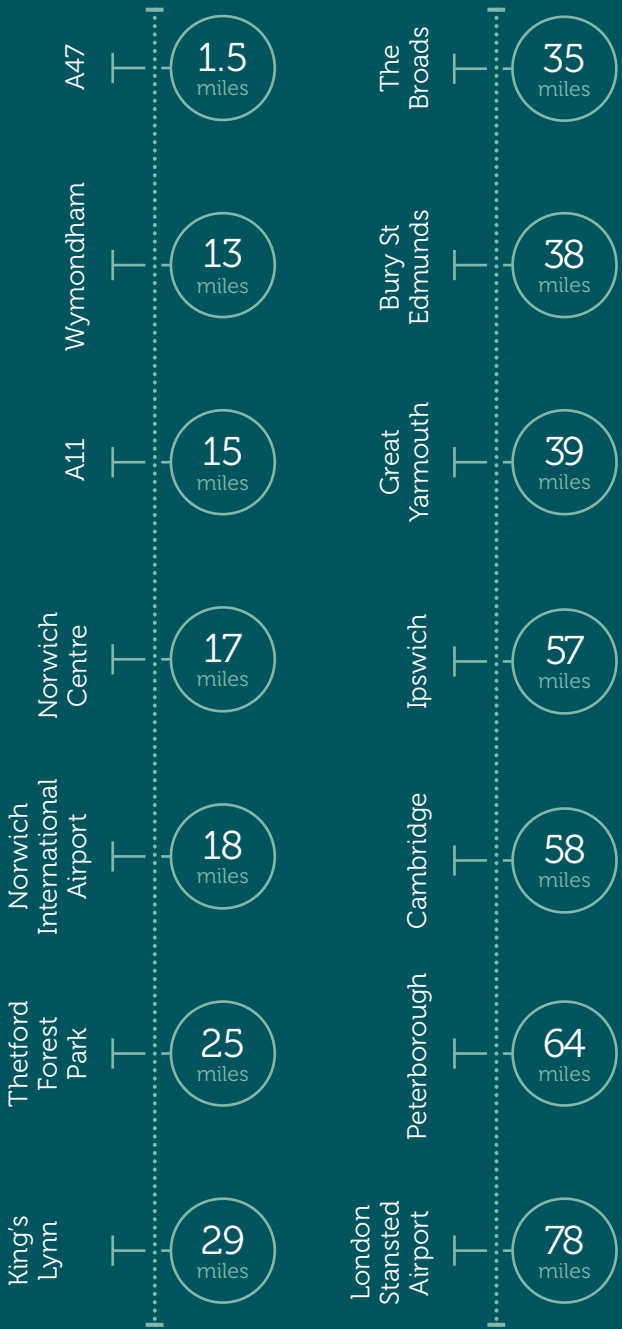 A47
1.5
miles
Wymondham
13
miles
A11
15
miles
Norwich
Centre
17
miles
Norwich
International
Airport
18
miles
Thetford
Forest
Park
25
miles
King's
Lynn
29
miles
The
Broads
35
miles
Bury St
Edmunds
38
miles
Great
Yarmouth
39
miles
Ipswich
57
miles
Cambridge
58
miles
Peterborough
64
miles
London
Stansted
Airport
78
miles